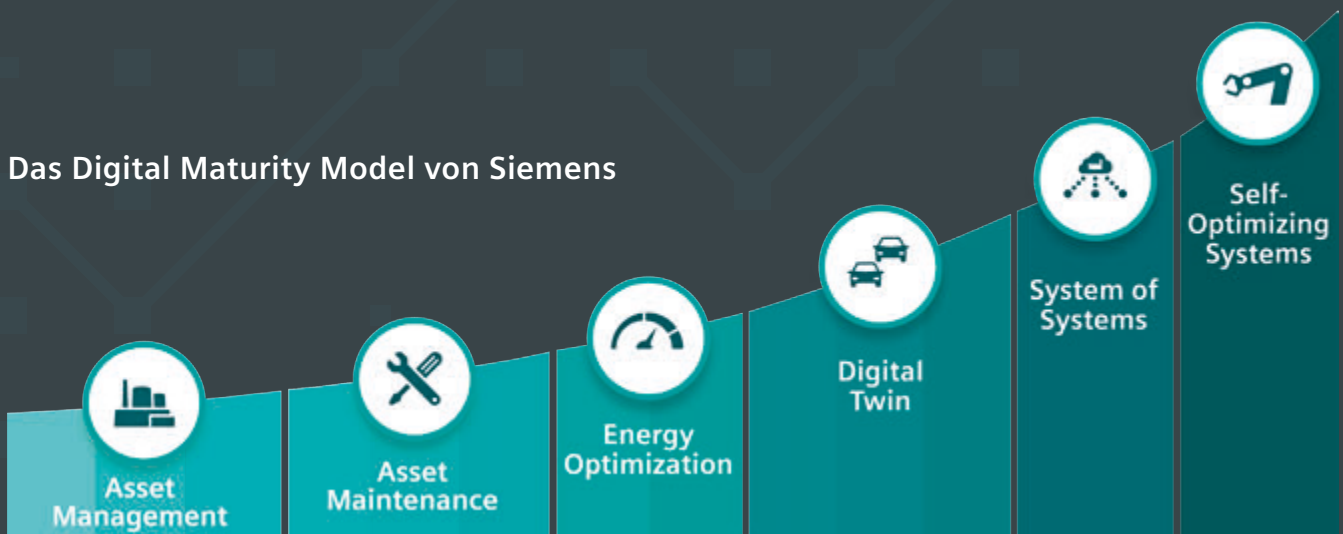 Das Digital Maturity Model von Siemens
Asset
Management
Asset
Maintenance
Energy
Optimization
Digital
Twin
System of
Systems
Self-
Optimizing
Systems